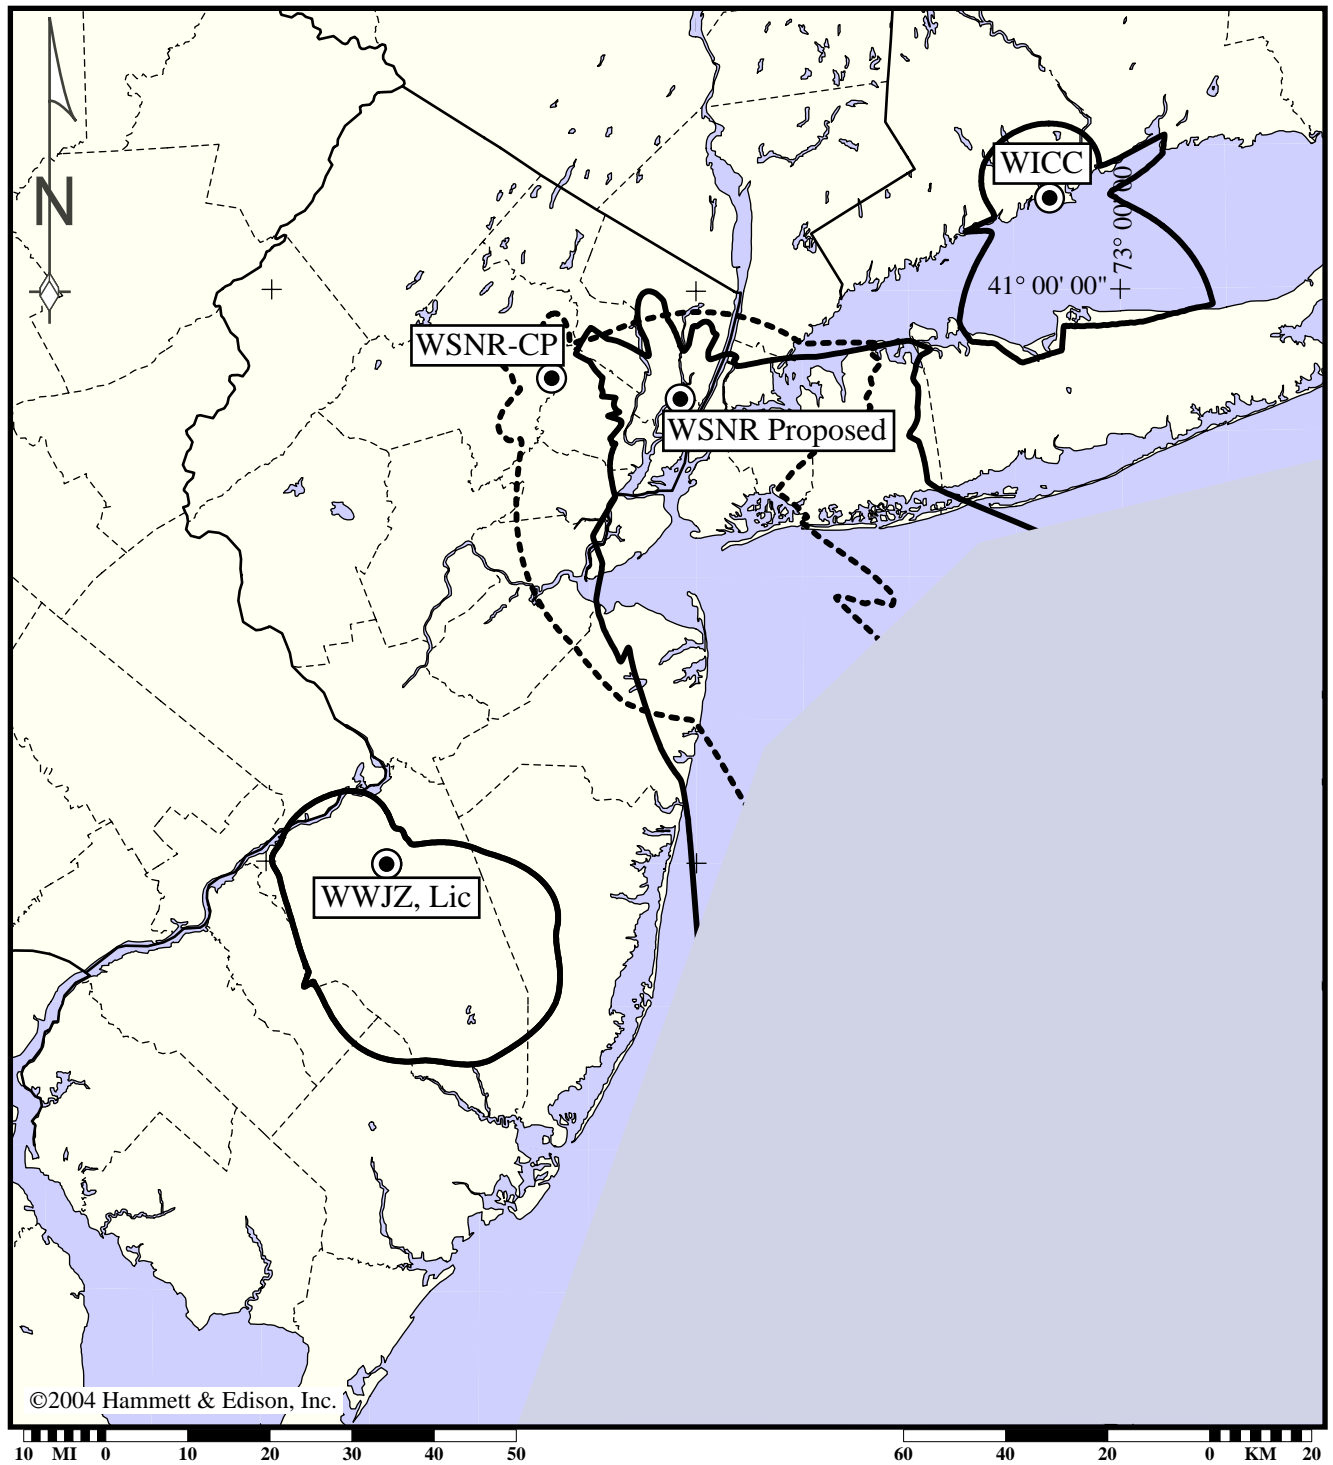 N
WICC
73° 00' 00"
41° 00' 00"
WSNR-CP
WSNR Proposed
WWJZ, Lic
©2004 Hammett & Edison, Inc.
10 MI 0 10 20 30 40 50
60 40 20 0 KM 20